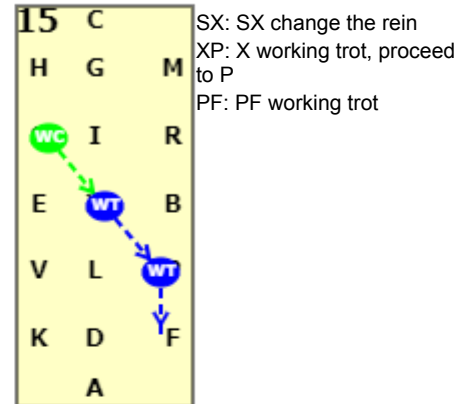 15 C
SX: SX change the rein
XP: X working trot, proceed
to P
PF: PF working trot
H G M
WC I R
E WT B
V L WT
K D F
A